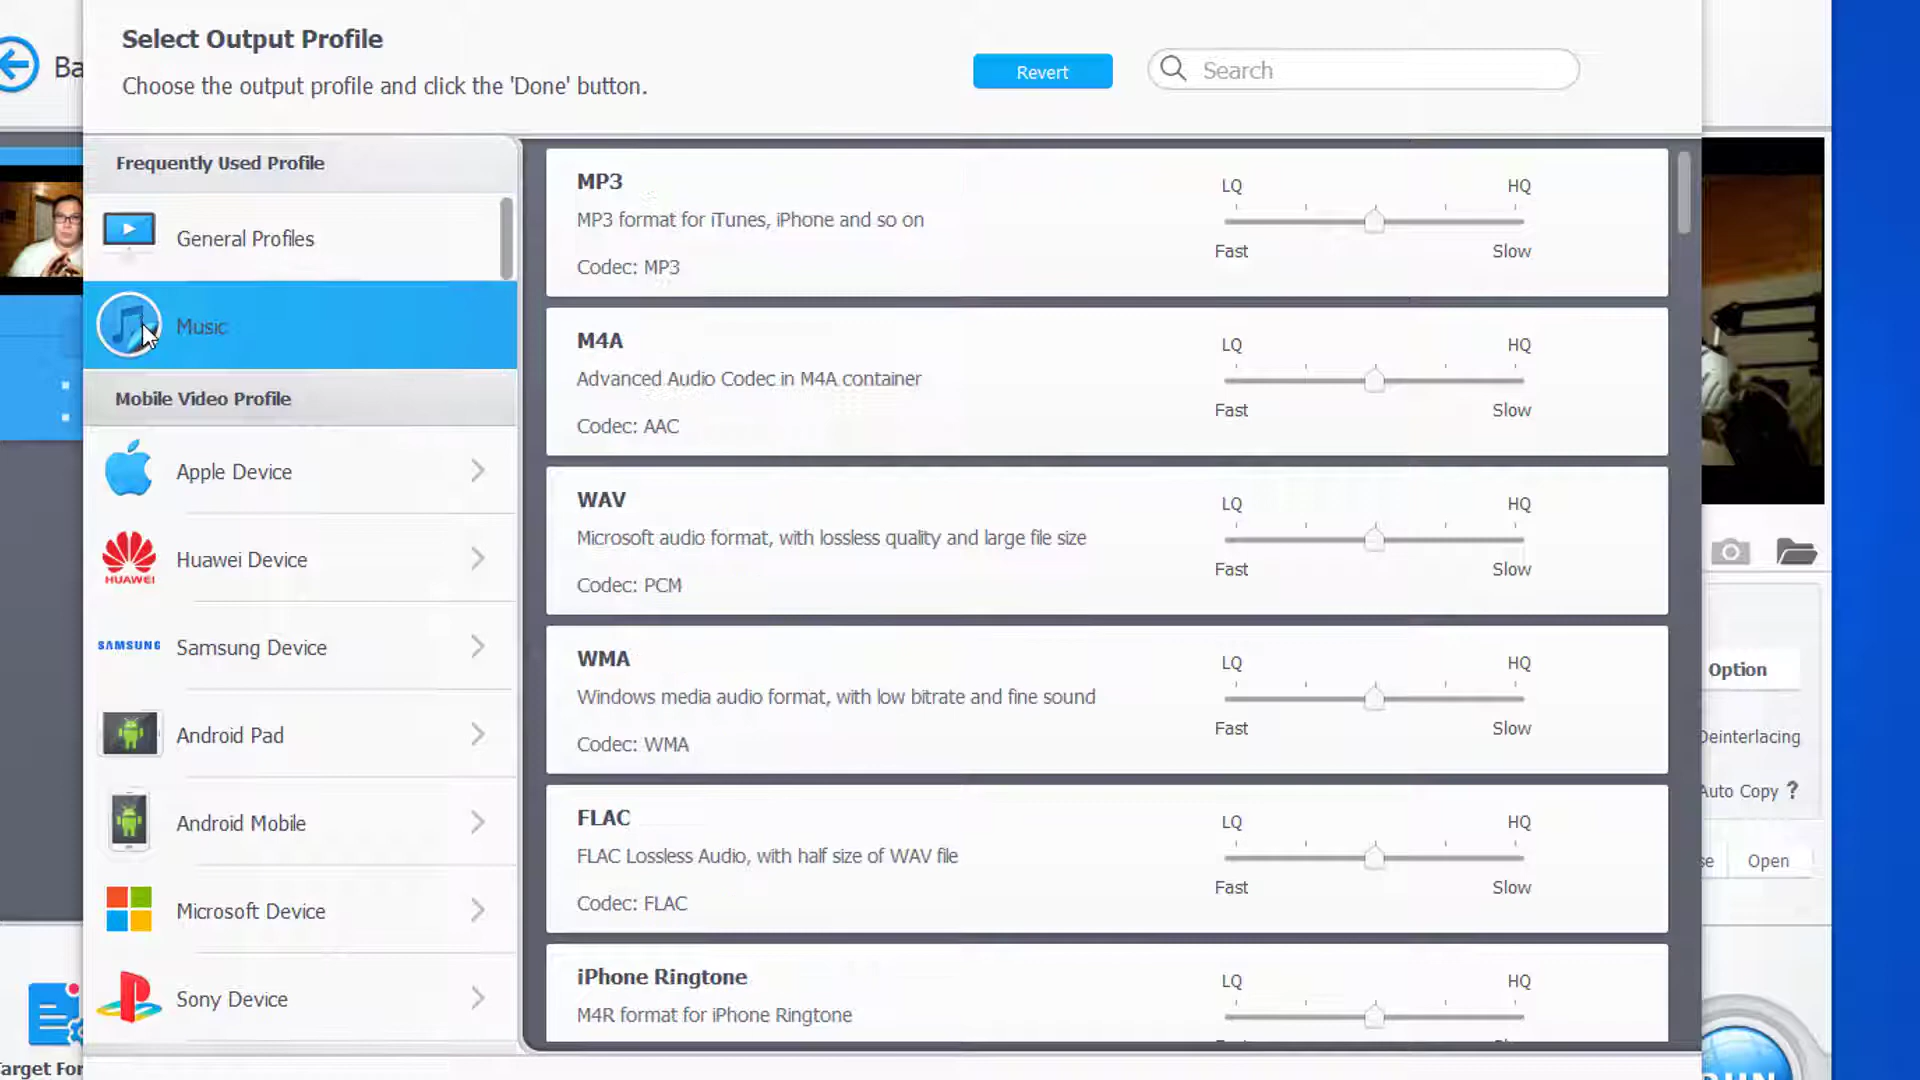 Select Output Profile
Choose the output profile and click the 'Done' button.
Revert
Search
Ba
Frequently Used Profile
General Profiles
Music
Mobile Video Profile
Apple Device
HUAWEI
Huawei Device
SAMSUNG
Samsung Device
Android Pad
Android Mobile
Microsoft Device
Sony Device
MP3
MP3 format for iTunes, iPhone and so on
Codec: MP3
LQ HQ
Fast Slow
M4A
Advanced Audio Codec in M4A container
Codec: AAC
LQ HQ
Fast Slow
WAV
Microsoft audio format, with lossless quality and large file size
Codec: PCM
LQ HQ
Fast Slow
WMA
Windows media audio format, with low bitrate and fine sound
Codec: WMA
LQ HQ
Fast Slow
FLAC
FLAC Lossless Audio, with half size of WAV file
Codec: FLAC
LQ HQ
Fast Slow
iPhone Ringtone
M4R format for iPhone Ringtone
LQ HQ
Option
Deinterlacing
Auto Copy ?
se Open
arget For